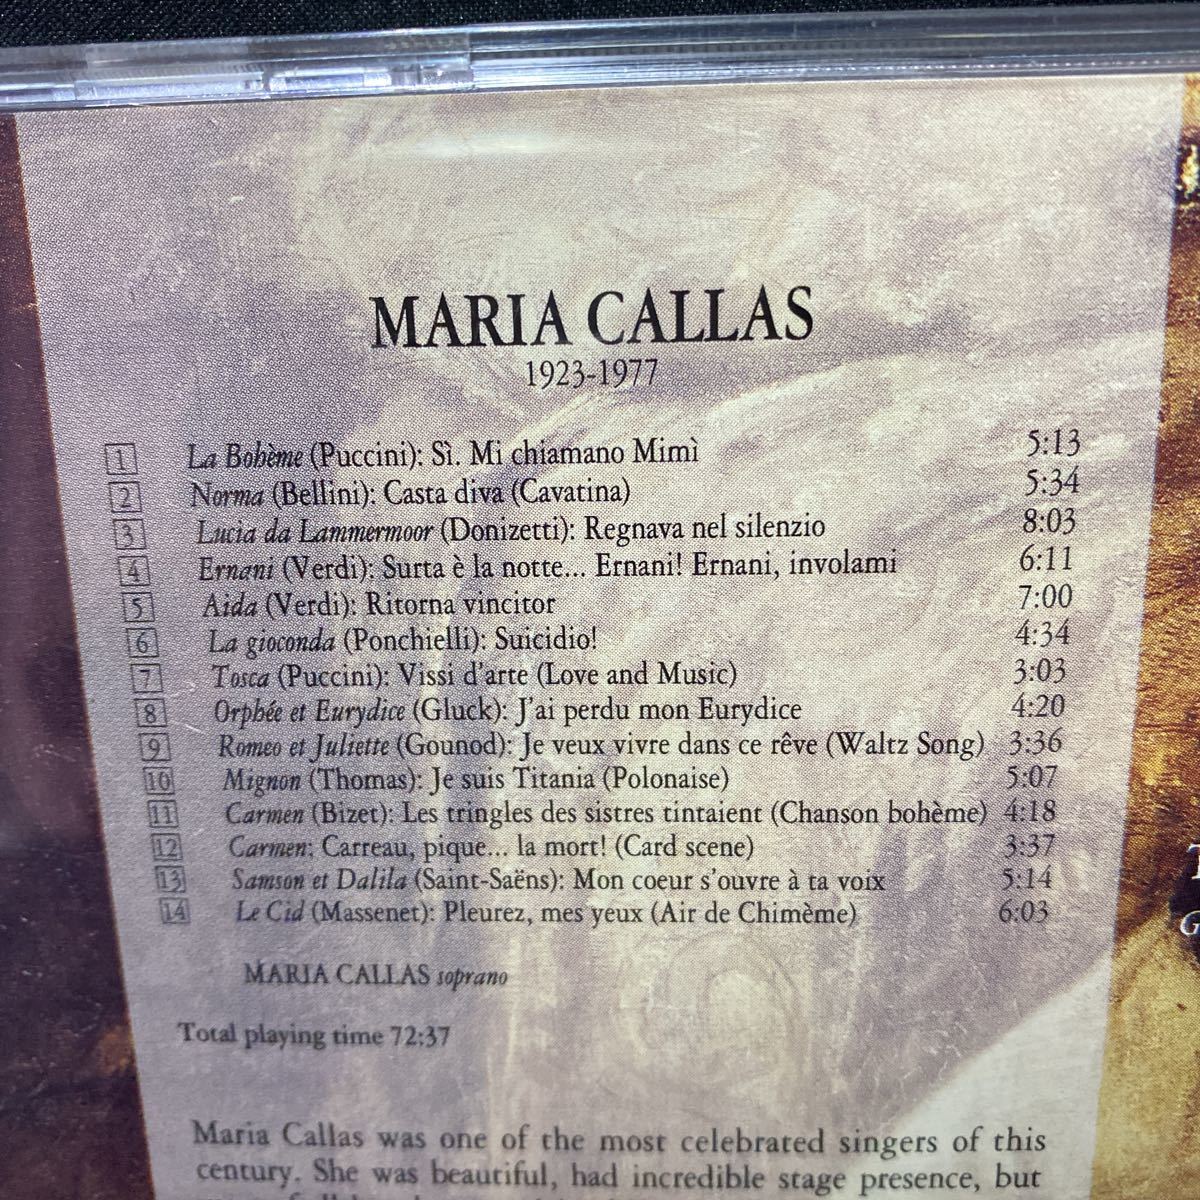 MARIA CALLAS
1923-1977
1 La Bohème (Puccini): Sì. Mi chiamano Mimì 5:13
2 Norma (Bellini): Casta diva (Cavatina) 5:34
3 Lucia da Lammermoor (Donizetti): Regnava nel silenzio 8:03
4 Ernani (Verdi): Surta è la notte... Ernani! Ernani, involami 6:11
5 Aida (Verdi): Ritorna vincitor 7:00
6 La gioconda (Ponchielli): Suicidio! 4:34
7 Tosca (Puccini): Vissi d'arte (Love and Music) 3:03
8 Orphée et Eurydice (Gluck): J'ai perdu mon Eurydice 4:20
9 Romeo et Juliette (Gounod): Je veux vivre dans ce rêve (Waltz Song) 3:36
10 Mignon (Thomas): Je suis Titania (Polonaise) 5:07
11 Carmen (Bizet): Les tringles des sistres tintaient (Chanson bohème) 4:18
12 Carmen: Carreau, pique... la mort! (Card scene) 3:37
13 Samson et Dalila (Saint-Saëns): Mon coeur s'ouvre à ta voix 5:14
14 Le Cid (Massenet): Pleurez, mes yeux (Air de Chimème) 6:03
MARIA CALLAS soprano
Total playing time 72:37
Maria Callas was one of the most celebrated singers of this
century. She was beautiful, had incredible stage presence, but